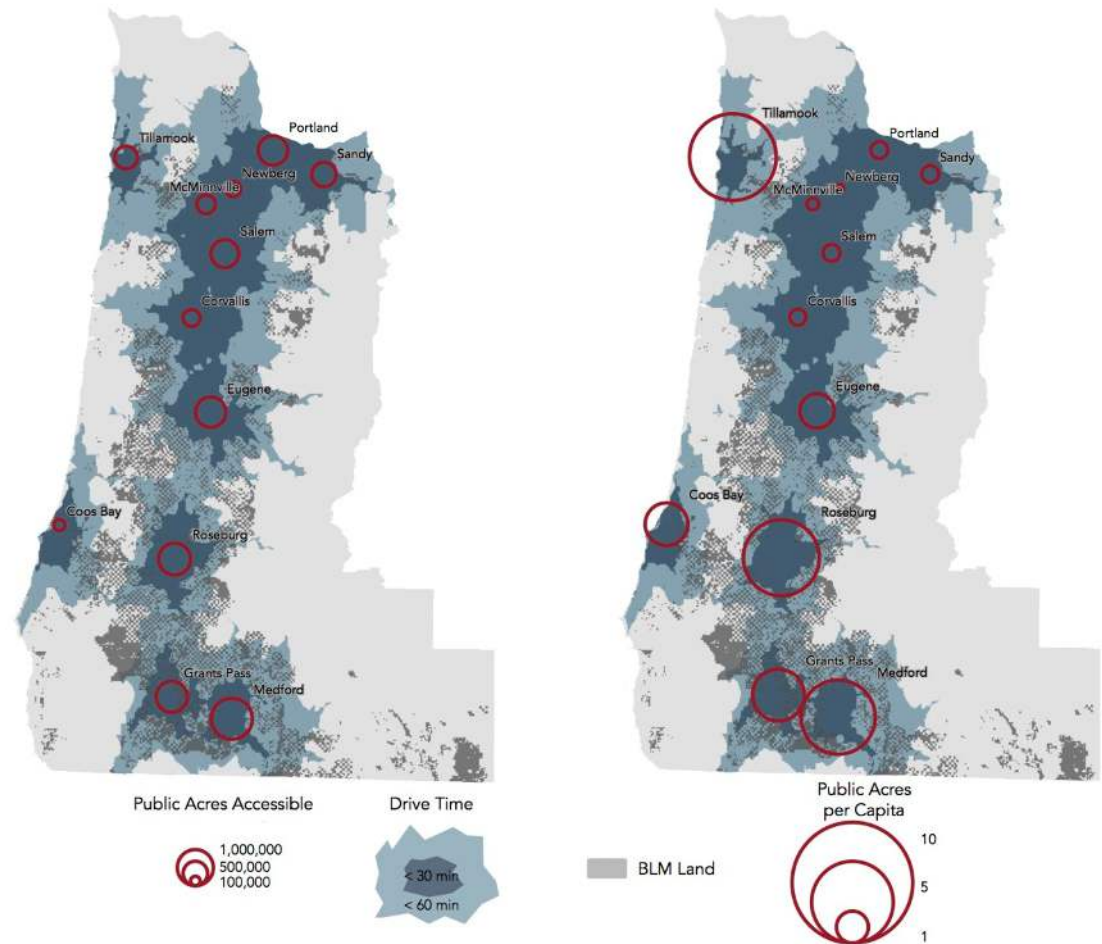 Tillamook
Portland
Sandy
Newberg
McMinnville
Salem
Corvallis
Eugene
Coos Bay
Roseburg
Grants Pass
Medford
Public Acres Accessible
1,000,000
500,000
100,000
Drive Time
< 30 min
< 60 min
Tillamook
Portland
Sandy
Newberg
McMinnville
Salem
Corvallis
Eugene
Coos Bay
Roseburg
Grants Pass
Medford
BLM Land
Public Acres
per Capita
10
5
1